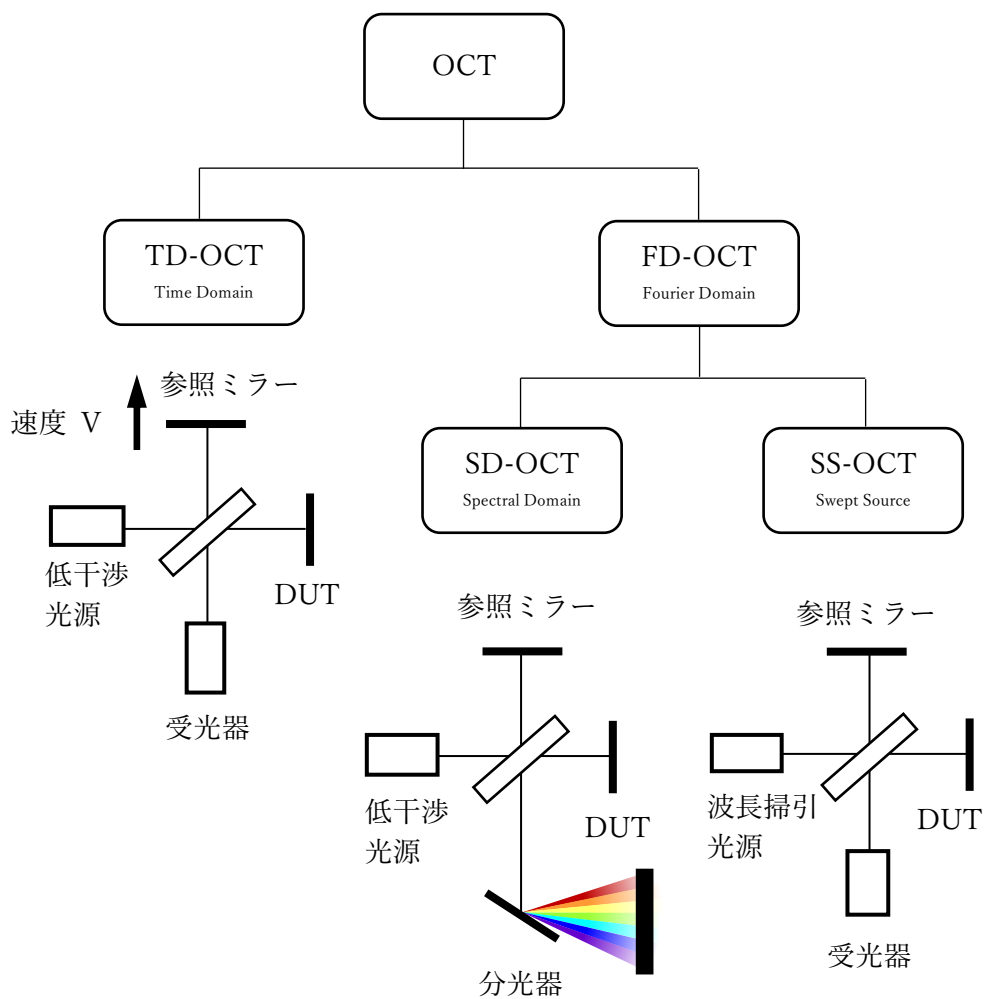 OCT
TD-OCT
Time Domain
FD-OCT
Fourier Domain
参照ミラー
速度 V
低干渉
光源
DUT
受光器
SD-OCT
Spectral Domain
SS-OCT
Swept Source
参照ミラー
低干渉
光源
DUT
分光器
参照ミラー
波長掃引
光源
DUT
受光器